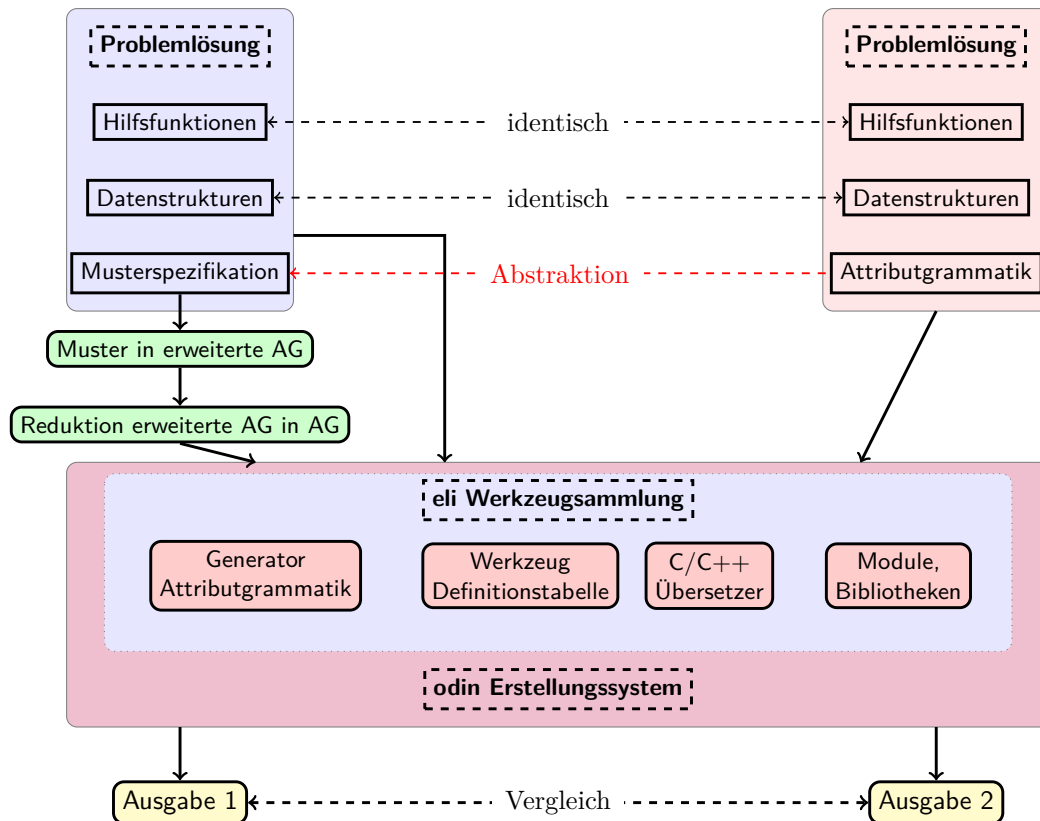 Problemlösung
Problemlösung
Hilfsfunktionen
identisch
Hilfsfunktionen
Datenstrukturen
identisch
Datenstrukturen
Musterspezifikation
Abstraktion
Attributgrammatik
Muster in erweiterte AG
Reduktion erweiterte AG in AG
eli Werkzeugsammlung
Generator
Attributgrammatik
Werkzeug
Definitionstabelle
C/C++
Übersetzer
Module,
Bibliotheken
odin Erstellungssystem
Ausgabe 1
Vergleich
Ausgabe 2